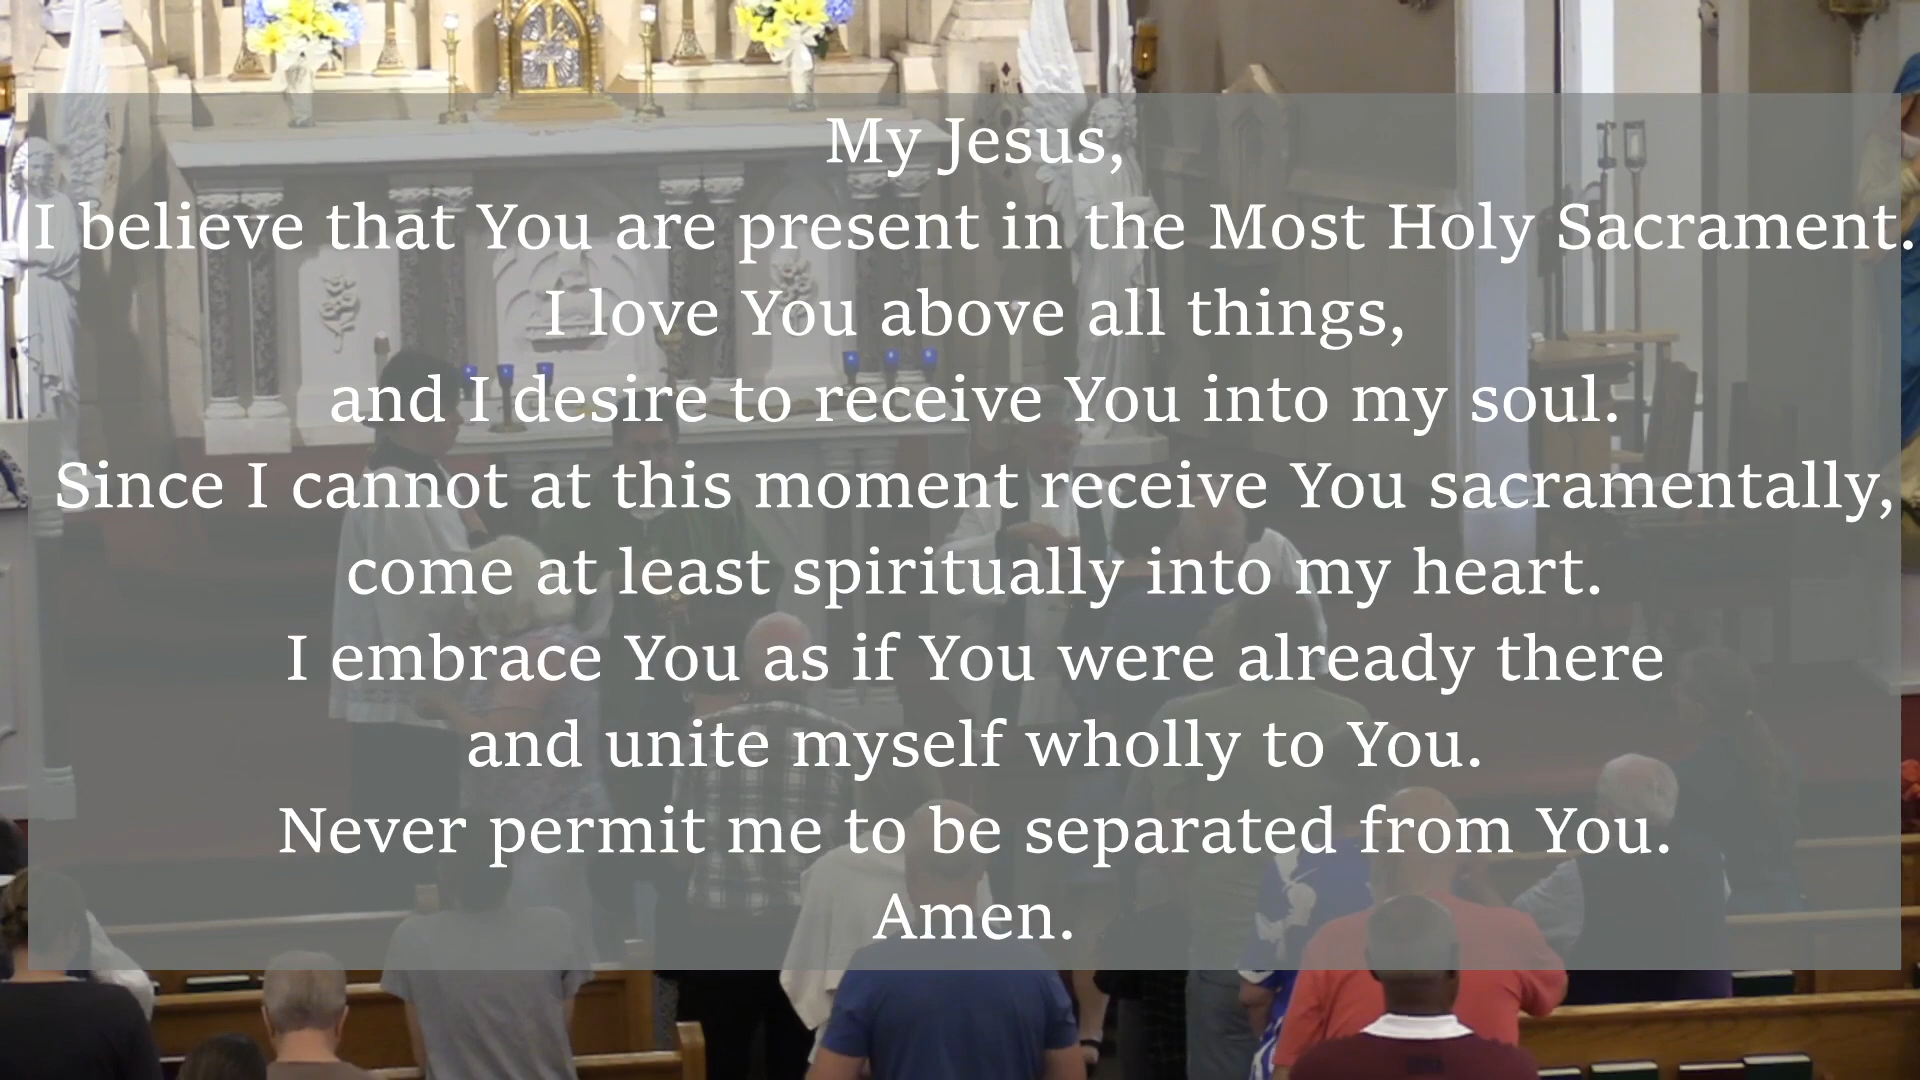 My Jesus,
I believe that You are present in the Most Holy Sacrament.
I love You above all things,
and I desire to receive You into my soul.
Since I cannot at this moment receive You sacramentally,
come at least spiritually into my heart.
I embrace You as if You were already there
and unite myself wholly to You.
Never permit me to be separated from You.
Amen.